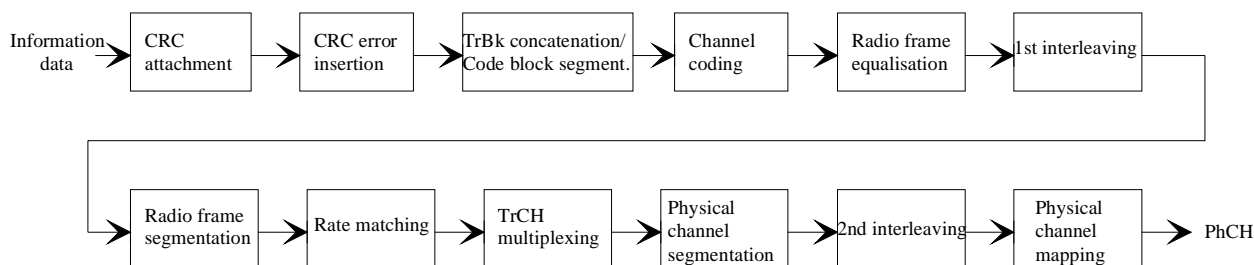 Information
data
CRC
attachment
CRC error
insertion
TrBk concatenation/
Code block segment.
Channel
coding
Radio frame
equalisation
1st interleaving
Radio frame
segmentation
Rate matching
TrCH
multiplexing
Physical
channel
segmentation
2nd interleaving
Physical
channel
mapping
PhCH